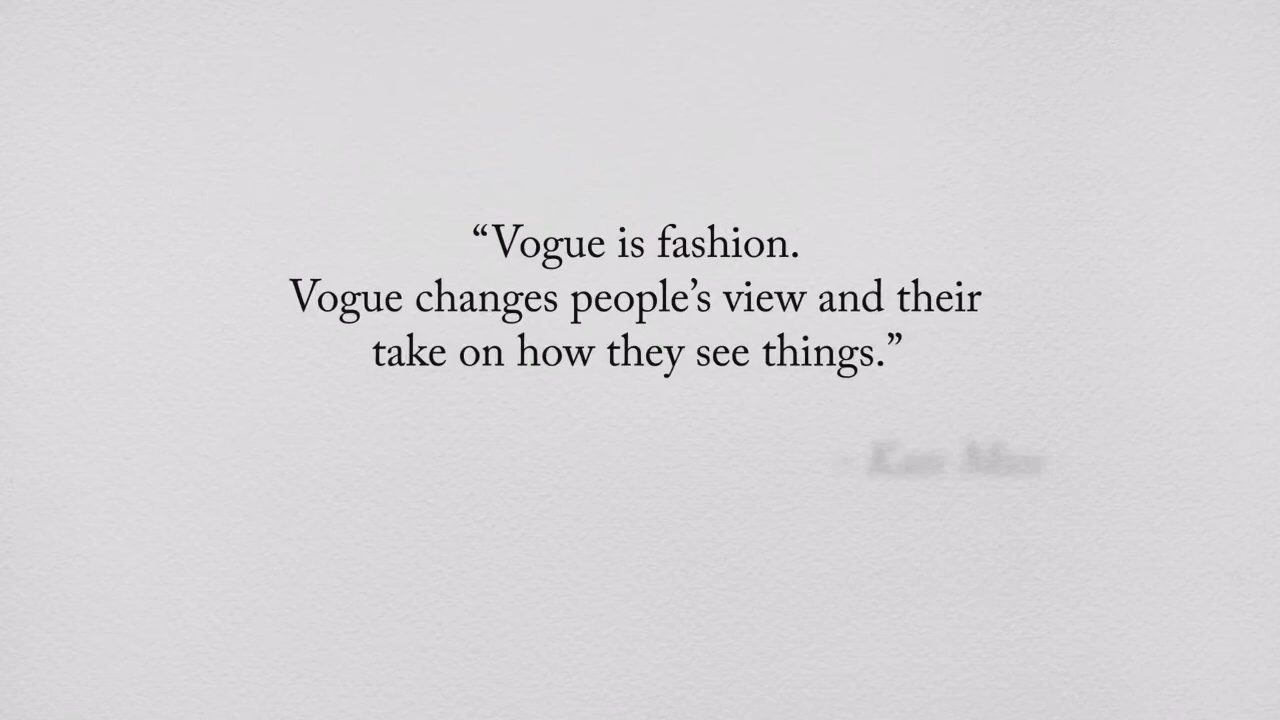 “Vogue is fashion.
Vogue changes people’s view and their
take on how they see things.”